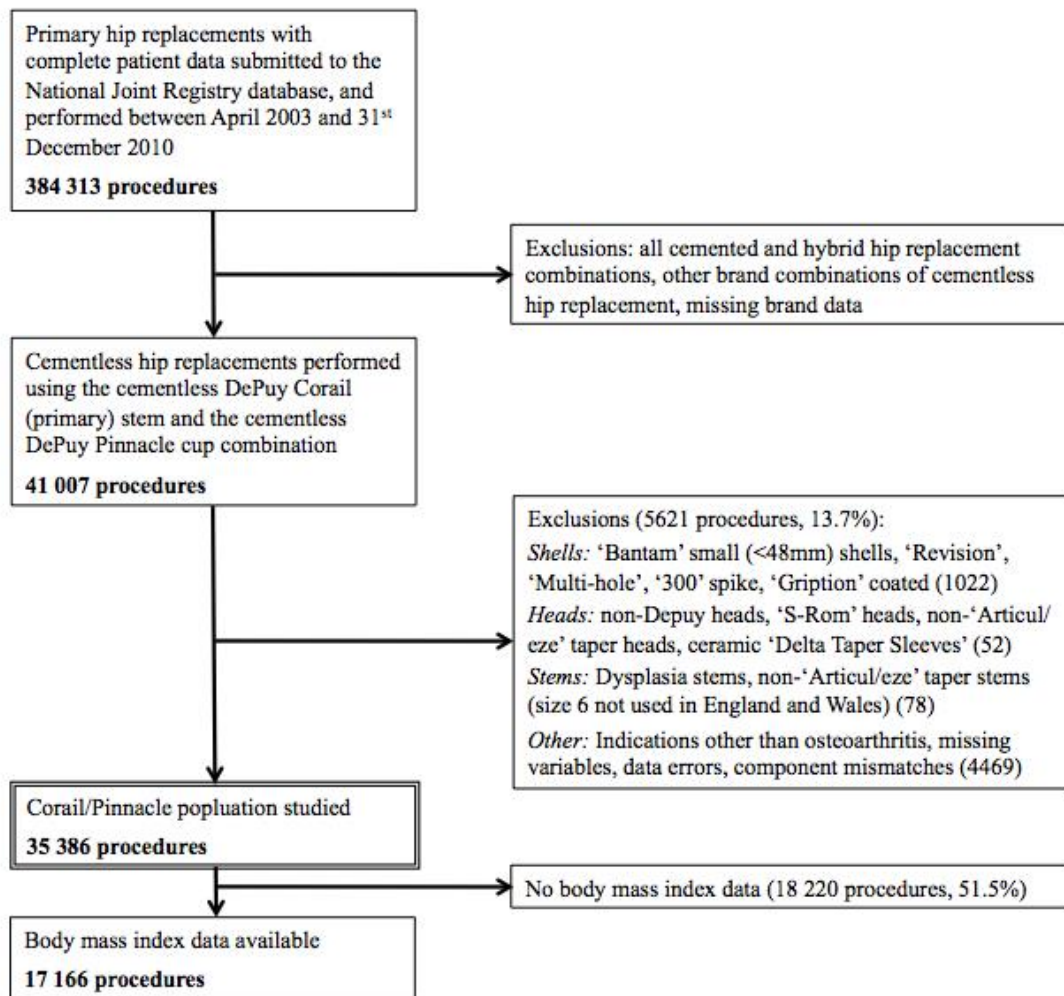 Primary hip replacements with
complete patient data submitted to the
National Joint Registry database, and
performed between April 2003 and 31st
December 2010
384 313 procedures
Exclusions: all cemented and hybrid hip replacement
combinations, other brand combinations of cementless
hip replacement, missing brand data
Cementless hip replacements performed
using the cementless DePuy Corail
(primary) stem and the cementless
DePuy Pinnacle cup combination
41 007 procedures
Exclusions (5621 procedures, 13.7%):
Shells: ‘Bantam’ small (<48mm) shells, ‘Revision’,
‘Multi-hole’, ‘300’ spike, ‘Gription’ coated (1022)
Heads: non-Depuy heads, ‘S-Rom’ heads, non-‘Articul/
eze’ taper heads, ceramic ‘Delta Taper Sleeves’ (52)
Stems: Dysplasia stems, non-‘Articul/eze’ taper stems
(size 6 not used in England and Wales) (78)
Other: Indications other than osteoarthritis, missing
variables, data errors, component mismatches (4469)
Corail/Pinnacle popluation studied
35 386 procedures
No body mass index data (18 220 procedures, 51.5%)
Body mass index data available
17 166 procedures